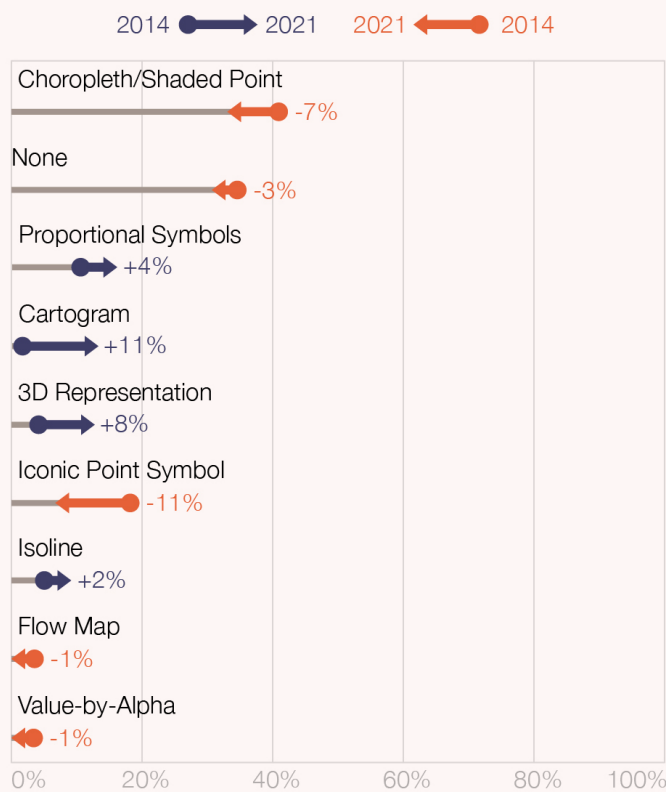 2014 2021 2021 2014
Choropleth/Shaded Point
-7%
None
-3%
Proportional Symbols
+4%
Cartogram
+11%
3D Representation
+8%
Iconic Point Symbol
-11%
Isoline
+2%
Flow Map
-1%
Value-by-Alpha
-1%
0% 20% 40% 60% 80% 100%